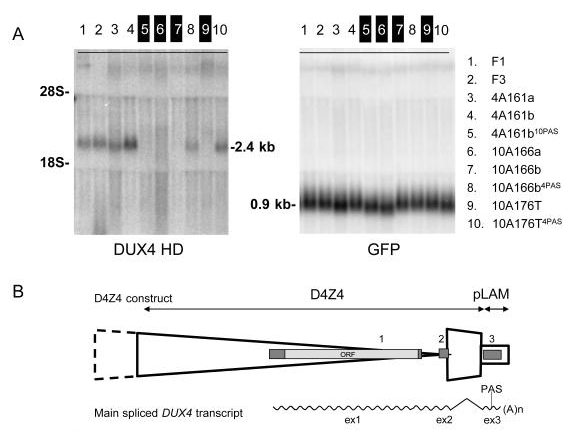 A
1 2 3 4 5 6 7 8 9 10
1 2 3 4 5 6 7 8 9 10
28S-
18S-
-2.4 kb
0.9 kb-
DUX4 HD
GFP
1. F1
2. F3
3. 4A161a
4. 4A161b
5. 4A161b10PAS
6. 10A166a
7. 10A166b
8. 10A166b4PAS
9. 10A176T
10. 10A176T4PAS
B
D4Z4 construct
D4Z4
pLAM
1
2
3
ORF
PAS
Main spliced DUX4 transcript
(A)n
ex1
ex2
ex3